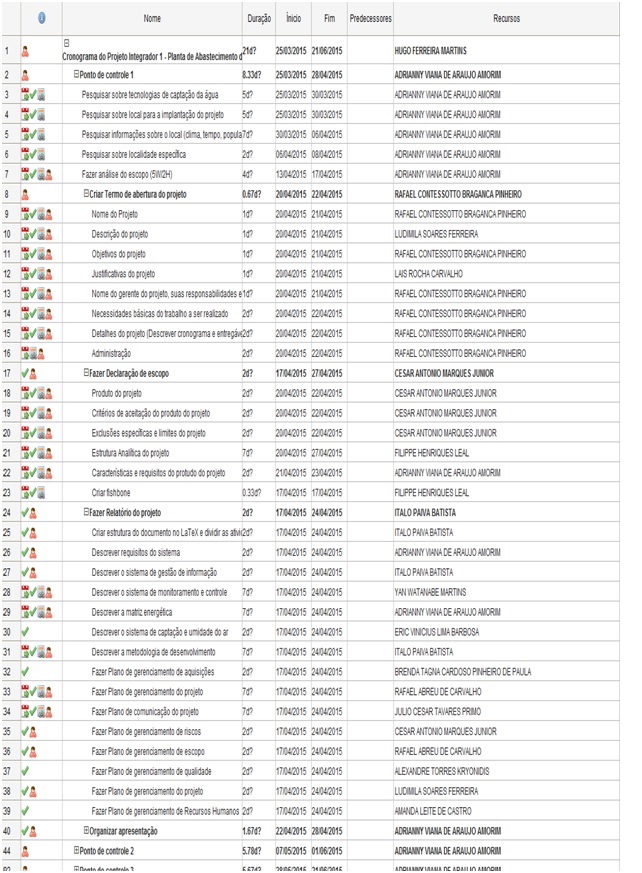 Nome Duração Início Fim Predecessores Recursos
1 Cronograma do Projeto Integrador 1 - Planta de Abastecimento d 21d? 25/03/2015 21/06/2015 HUGO FERREIRA MARTINS
2 Ponto de controle 1 8.33d? 25/03/2015 28/04/2015 ADRIANNY VIANA DE ARAUJO AMORIM
3 Pesquisar sobre tecnologias de captação da água 5d? 25/03/2015 30/03/2015 ADRIANNY VIANA DE ARAUJO AMORIM
4 Pesquisar sobre local para a implantação do projeto 5d? 25/03/2015 30/03/2015 ADRIANNY VIANA DE ARAUJO AMORIM
5 Pesquisar informações sobre o local (clima, tempo, popula 7d? 30/03/2015 06/04/2015 ADRIANNY VIANA DE ARAUJO AMORIM
6 Pesquisar sobre localidade específica 2d? 06/04/2015 08/04/2015 ADRIANNY VIANA DE ARAUJO AMORIM
7 Fazer análise do escopo (5W2H) 4d? 13/04/2015 17/04/2015 ADRIANNY VIANA DE ARAUJO AMORIM
8 Criar Termo de abertura do projeto 0.67d? 20/04/2015 22/04/2015 RAFAEL CONTESSOTTO BRAGANCA PINHEIRO
9 Nome do Projeto 1d? 20/04/2015 21/04/2015 RAFAEL CONTESSOTTO BRAGANCA PINHEIRO
10 Descrição do projeto 1d? 20/04/2015 21/04/2015 LUDIMILA SOARES FERREIRA
11 Objetivos do projeto 1d? 20/04/2015 21/04/2015 RAFAEL CONTESSOTTO BRAGANCA PINHEIRO
12 Justificativas do projeto 1d? 20/04/2015 21/04/2015 LAIS ROCHA CARVALHO
13 Nome do gerente do projeto, suas responsabilidades e 1d? 20/04/2015 21/04/2015 RAFAEL CONTESSOTTO BRAGANCA PINHEIRO
14 Necessidades básicas do trabalho a ser realizado 2d? 20/04/2015 22/04/2015 RAFAEL CONTESSOTTO BRAGANCA PINHEIRO
15 Detalhes do projeto (Descrever cronograma e entregáve 2d? 20/04/2015 22/04/2015 RAFAEL CONTESSOTTO BRAGANCA PINHEIRO
16 Administração 2d? 20/04/2015 22/04/2015 RAFAEL CONTESSOTTO BRAGANCA PINHEIRO
17 Fazer Declaração de escopo 2d? 17/04/2015 27/04/2015 CESAR ANTONIO MARQUES JUNIOR
18 Produto do projeto 2d? 20/04/2015 22/04/2015 CESAR ANTONIO MARQUES JUNIOR
19 Critérios de aceitação do produto do projeto 2d? 20/04/2015 22/04/2015 CESAR ANTONIO MARQUES JUNIOR
20 Exclusões específicas e limites do projeto 2d? 20/04/2015 22/04/2015 CESAR ANTONIO MARQUES JUNIOR
21 Estrutura Analífica do projeto 7d? 20/04/2015 27/04/2015 FILIPPE HENRIQUES LEAL
22 Características e requisitos do protudo do projeto 2d? 21/04/2015 23/04/2015 ADRIANNY VIANA DE ARAUJO AMORIM
23 Criar fishbone 0.33d? 17/04/2015 17/04/2015 FILIPPE HENRIQUES LEAL
24 Fazer Relatório do projeto 2d? 17/04/2015 24/04/2015 ITALO PAIVA BATISTA
25 Criar estrutura do documento no LaTeX e dividir as ativi 2d? 17/04/2015 24/04/2015 ITALO PAIVA BATISTA
26 Descrever requisitos do sistema 2d? 17/04/2015 24/04/2015 ADRIANNY VIANA DE ARAUJO AMORIM
27 Descrever o sistema de gestão de informação 2d? 17/04/2015 24/04/2015 ITALO PAIVA BATISTA
28 Descrever o sistema de monitoramento e controle 7d? 17/04/2015 24/04/2015 YAN WATANABE MARTINS
29 Descrever a matriz energética 7d? 17/04/2015 24/04/2015 ADRIANNY VIANA DE ARAUJO AMORIM
30 Descrever o sistema de captação e umidade do ar 2d? 17/04/2015 24/04/2015 ERIC VINICIUS LIMA BARBOSA
31 Descrever a metodologia de desenvolvimento 7d? 17/04/2015 24/04/2015 ITALO PAIVA BATISTA
32 Fazer Plano de gerenciamento de aquisições 2d? 17/04/2015 24/04/2015 BRENDA TAGNA CARDOSO PINHEIRO DE PAULA
33 Fazer Plano de gerenciamento do projeto 7d? 17/04/2015 24/04/2015 RAFAEL ABREU DE CARVALHO
34 Fazer Plano de comunicação do projeto 7d? 17/04/2015 24/04/2015 JULIO CESAR TAVARES PRIMO
35 Fazer Plano de gerenciamento de riscos 2d? 17/04/2015 24/04/2015 CESAR ANTONIO MARQUES JUNIOR
36 Fazer Plano de gerenciamento de escopo 2d? 17/04/2015 24/04/2015 RAFAEL ABREU DE CARVALHO
37 Fazer Plano de gerenciamento de qualidade 2d? 17/04/2015 24/04/2015 ALEXANDRE TORRES KRYONIDIS
38 Fazer Plano de gerenciamento do projeto 2d? 17/04/2015 24/04/2015 LUDIMILA SOARES FERREIRA
39 Fazer Plano de gerenciamento de Recursos Humanos 2d? 17/04/2015 24/04/2015 AMANDA LEITE DE CASTRO
40 Organizar apresentação 1.67d? 22/04/2015 28/04/2015 ADRIANNY VIANA DE ARAUJO AMORIM
44 Ponto de controle 2 5.78d? 07/05/2015 01/06/2015 ADRIANNY VIANA DE ARAUJO AMORIM
92 Ponto de controle 3 5.67d? 28/05/2015 21/06/2015 ADRIANNY VIANA DE ARAUJO AMORIM